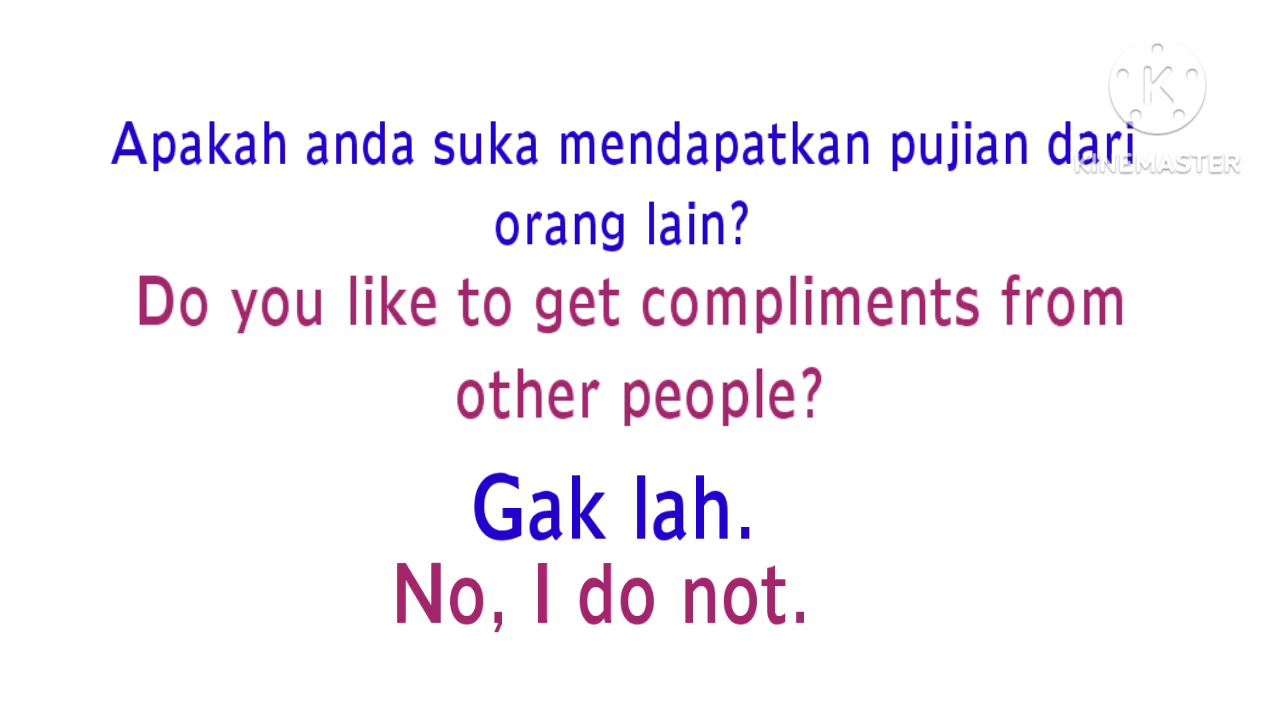 Apakah anda suka mendapatkan pujian dari
orang lain?
Do you like to get compliments from
other people?
Gak lah.
No, I do not.
K
KINEMASTER